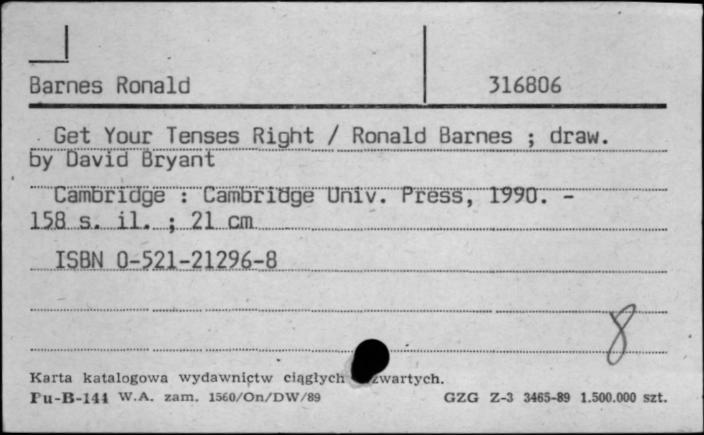 Barnes Ronald 316806
Get Your Tenses Right / Ronald Barnes ; draw.
by David Bryant
Cambridge : Cambridge Univ. Press, 1990. -
158 s. il. ; 21 cm
ISBN 0-521-21296-8
8
Karta katalogowa wydawnictw ciągłych zwartych.
Pu-B-144 W.A. zam. 1560/On/DW/89 GZG Z-3 3465-89 1.500.000 szt.